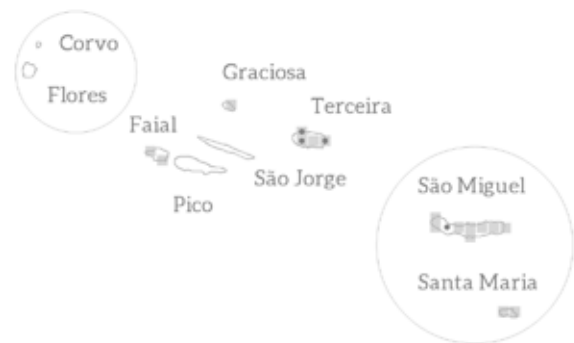 Corvo
Flores
Graciosa
Terceira
Faial
São Jorge
Pico
São Miguel
Santa Maria